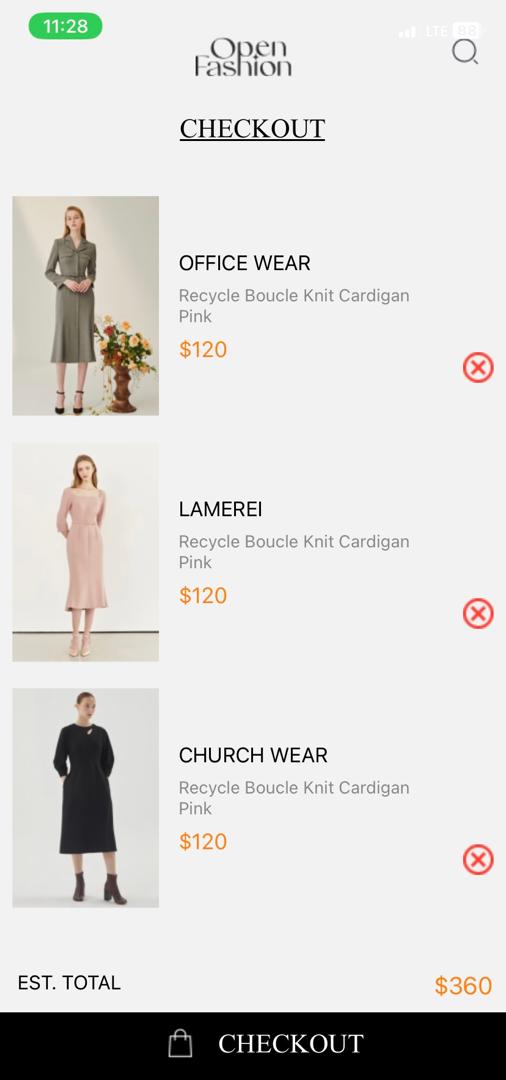 11:28
LTE 98
Open
Fashion
CHECKOUT
OFFICE WEAR
Recycle Boucle Knit Cardigan
Pink
$120
LAMEREI
Recycle Boucle Knit Cardigan
Pink
$120
CHURCH WEAR
Recycle Boucle Knit Cardigan
Pink
$120
EST. TOTAL
$360
CHECKOUT